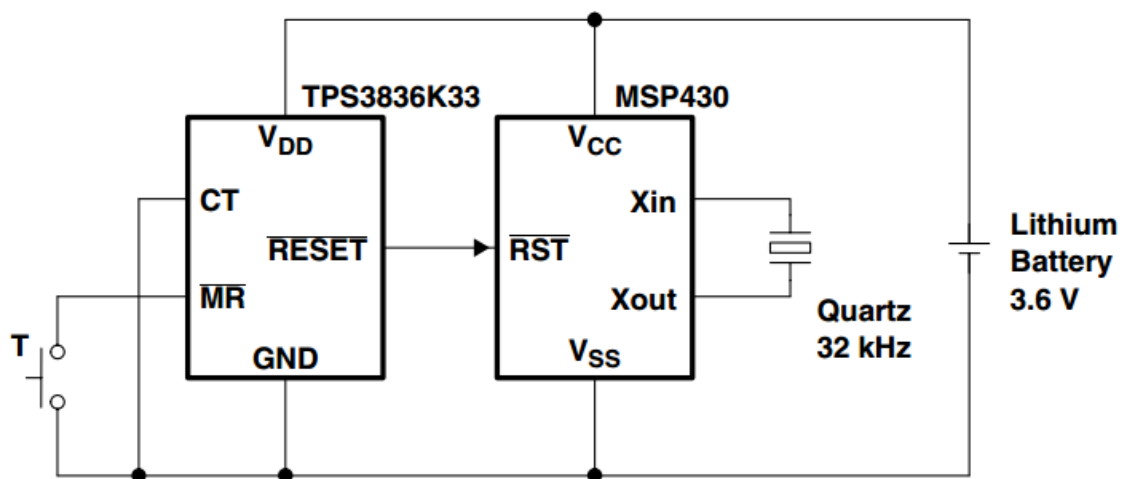 TPS3836K33
MSP430
VDD
VCC
CT
Xin
RESET
RST
Lithium
Battery
3.6 V
MR
Xout
Quartz
32 kHz
T
GND
VSS